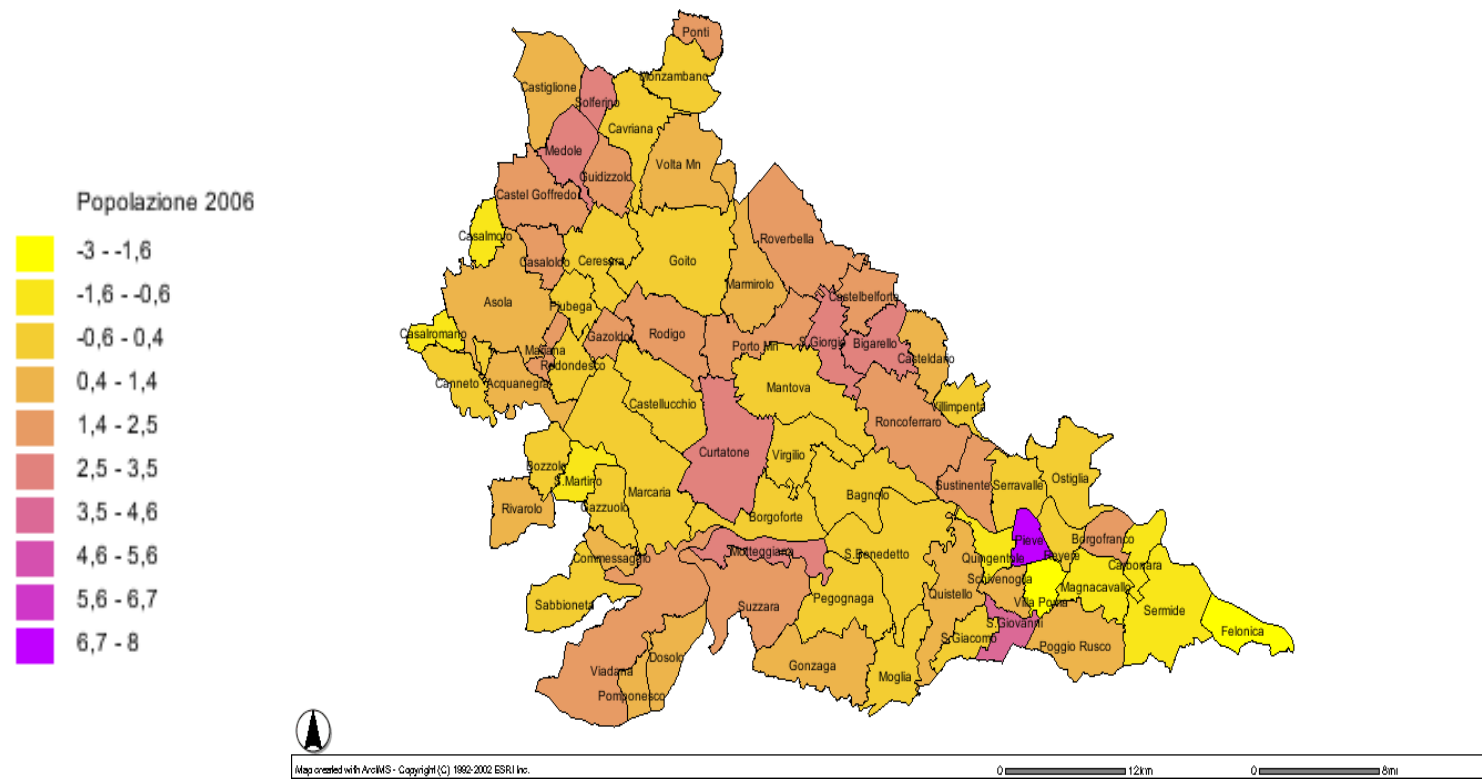 Popolazione 2006
-3 - -1,6
-1,6 - -0,6
-0,6 - 0,4
0,4 - 1,4
1,4 - 2,5
2,5 - 3,5
3,5 - 4,6
4,6 - 5,6
5,6 - 6,7
6,7 - 8
Ponti
Monzambano
Castiglione
Solferino
Cavriana
Medole
Volta Mn
Guidizzolo
Castel Goffredo
Casalmoro
Roverbella
Casaloldo
Ceresara
Goito
Marmirolo
Castelbelforte
Asola
Piubega
Casalromano
Gazoldo
Rodigo
Porto Mn
S.Giorgio
Bigarello
Casteldario
Mariana
Redondesco
Canneto
Acquanegra
Mantova
Castellucchio
Villimpenta
Roncoferraro
Curtatone
Virgilio
Bozzolo
S.Martino
Marcaria
Bagnolo
Sustinente
Serravalle
Ostiglia
Rivarolo
Gazzuolo
Borgoforte
Pieve
Borgofranco
Commessaggio
Motteggiana
S.Benedetto
Quingentole
Revere
Carbonara
Schivenoglia
Magnacavallo
Sabbioneta
Suzzara
Pegognaga
Quistello
Villa Poma
Sermide
S.Giovanni
Felonica
S.Giacomo
Poggio Rusco
Dosolo
Viadana
Gonzaga
Moglia
Pomponesco
Map created with ArcIMS - Copyright (C) 1992-2002 ESRI Inc.
0 12km
0 8mi